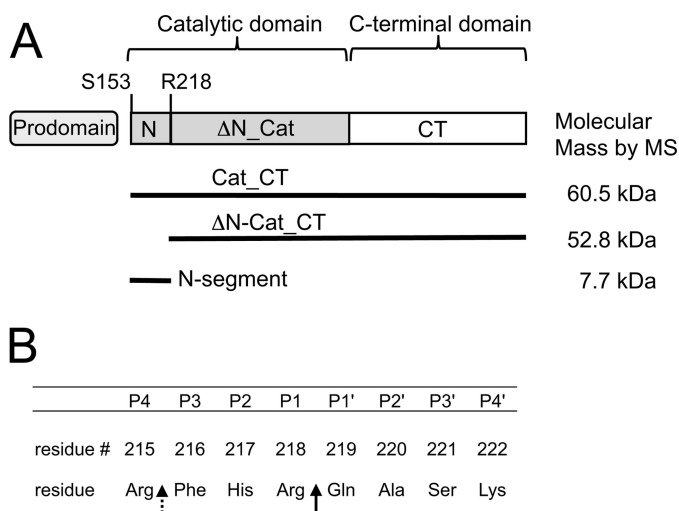 A
Catalytic domain C-terminal domain
S153 R218
Prodomain N ΔN_Cat CT
Molecular
Mass by MS
Cat_CT
60.5 kDa
ΔN-Cat_CT
52.8 kDa
N-segment 7.7 kDa
B
P4 P3 P2 P1 P1' P2' P3' P4'
residue # 215 216 217 218 219 220 221 222
residue Arg Phe His Arg Gln Ala Ser Lys